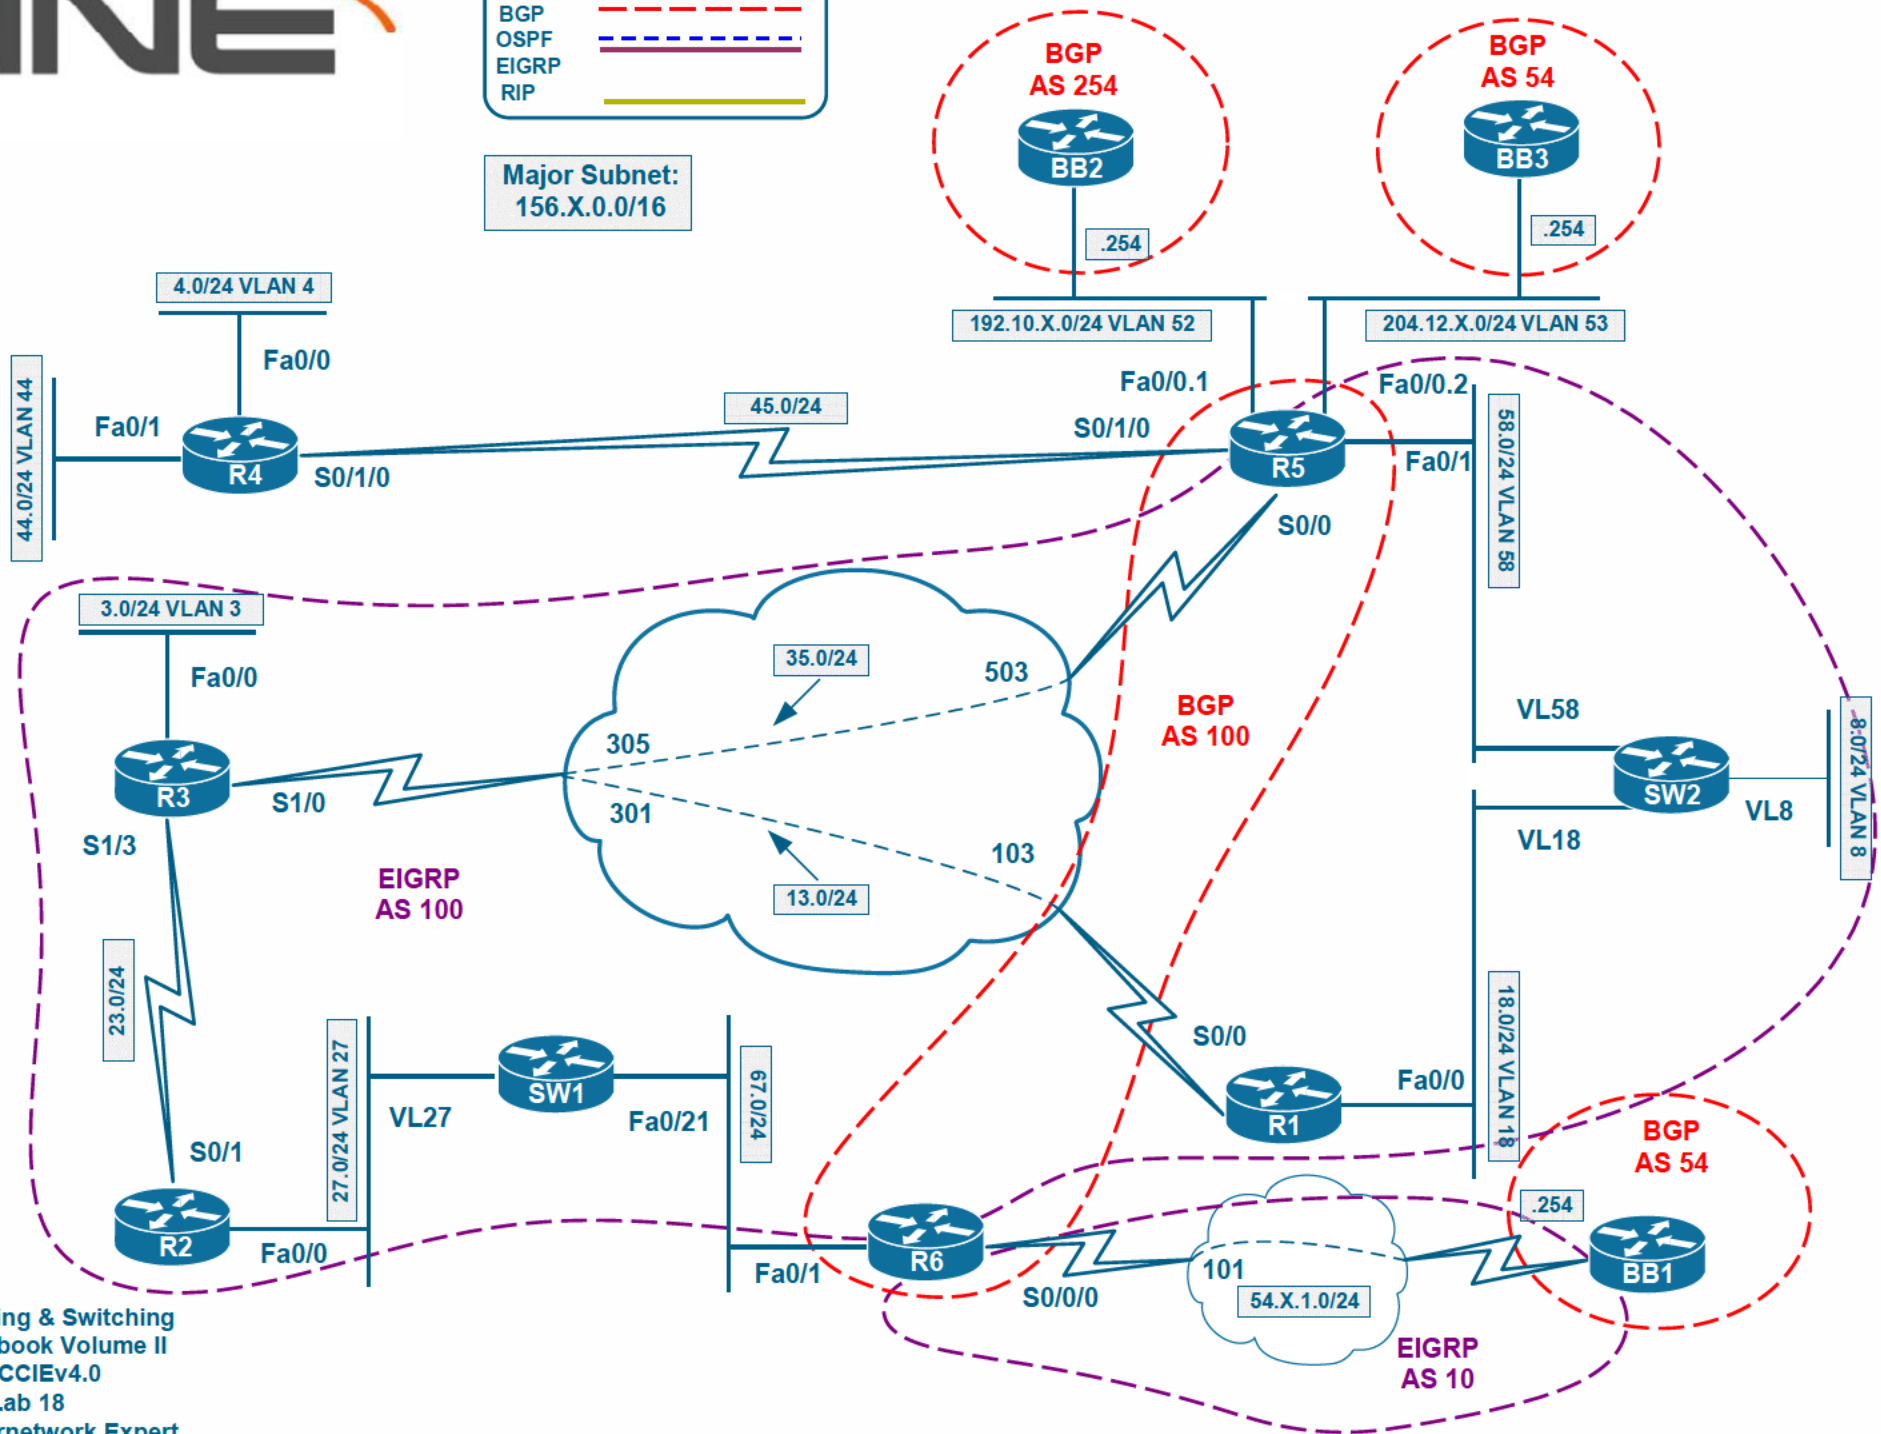 BGP
OSPF
EIGRP
RIP
Major Subnet:
156.X.0.0/16
BGP
AS 254
BB2
.254
BGP
AS 54
BB3
.254
192.10.X.0/24 VLAN 52
204.12.X.0/24 VLAN 53
4.0/24 VLAN 4
Fa0/0
44.0/24 VLAN 44
Fa0/1
R4
S0/1/0
45.0/24
S0/1/0
Fa0/0.1
Fa0/0.2
R5
Fa0/1
S0/0
58.0/24 VLAN 58
3.0/24 VLAN 3
Fa0/0
R3
S1/0
S1/3
35.0/24
503
305
301
103
13.0/24
BGP
AS 100
VL58
SW2
VL8
VL18
8.0/24 VLAN 8
EIGRP
AS 100
23.0/24
S0/1
R2
Fa0/0
27.0/24 VLAN 27
VL27
SW1
Fa0/21
67.0/24
S0/0
R1
Fa0/0
18.0/24 VLAN 18
Fa0/1
R6
S0/0/0
101
54.X.1.0/24
BGP
AS 54
.254
BB1
EIGRP
AS 10
& Switching
Volume II
CCIEv4.0
18
Expert